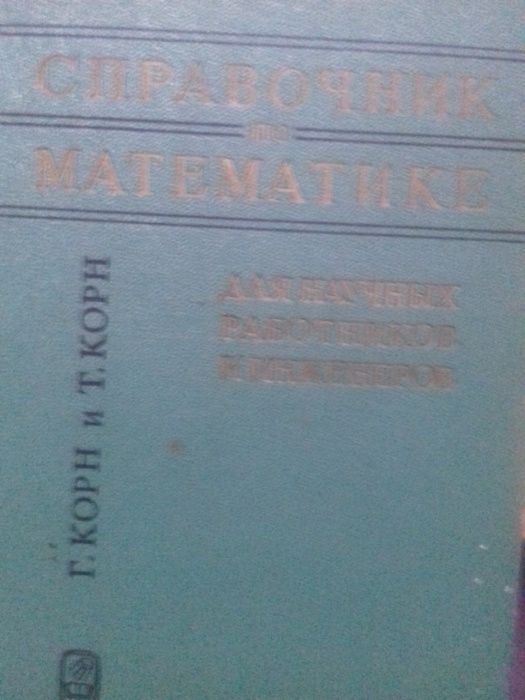 СПРАВОЧНИК
ПО
МАТЕМАТИКЕ
ДЛЯ НАУЧНЫХ
РАБОТНИКОВ
И ИНЖЕНЕРОВ
Г. КОРН и Т. КОРН